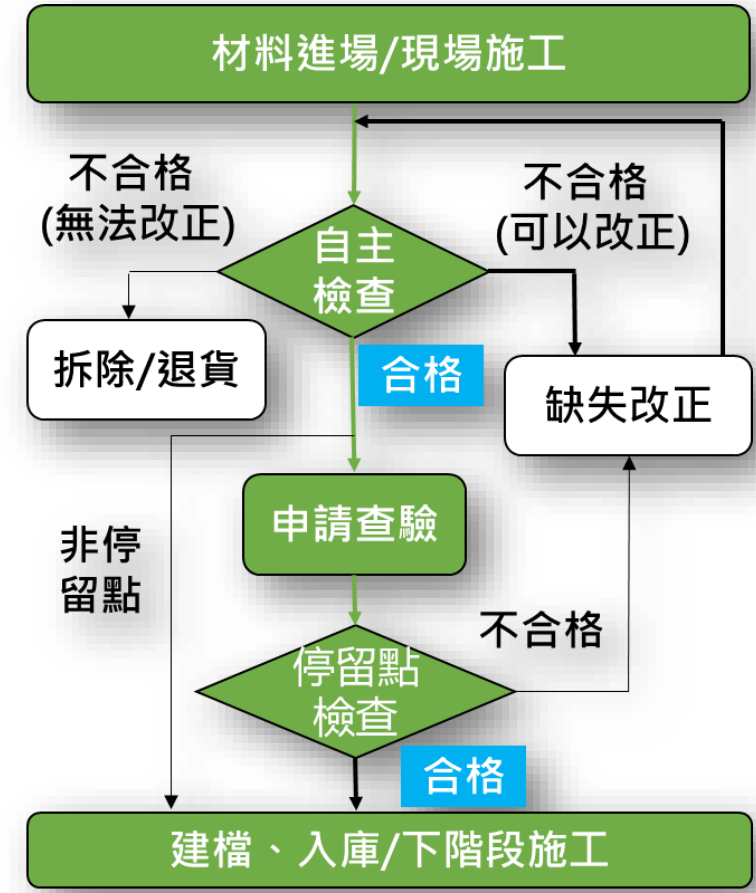 材料進場/現場施工
不合格
(無法改正)
不合格
(可以改正)
自主
檢查
拆除/退貨
合格
缺失改正
申請查驗
非停
留點
不合格
停留點
檢查
合格
建檔、入庫/下階段施工